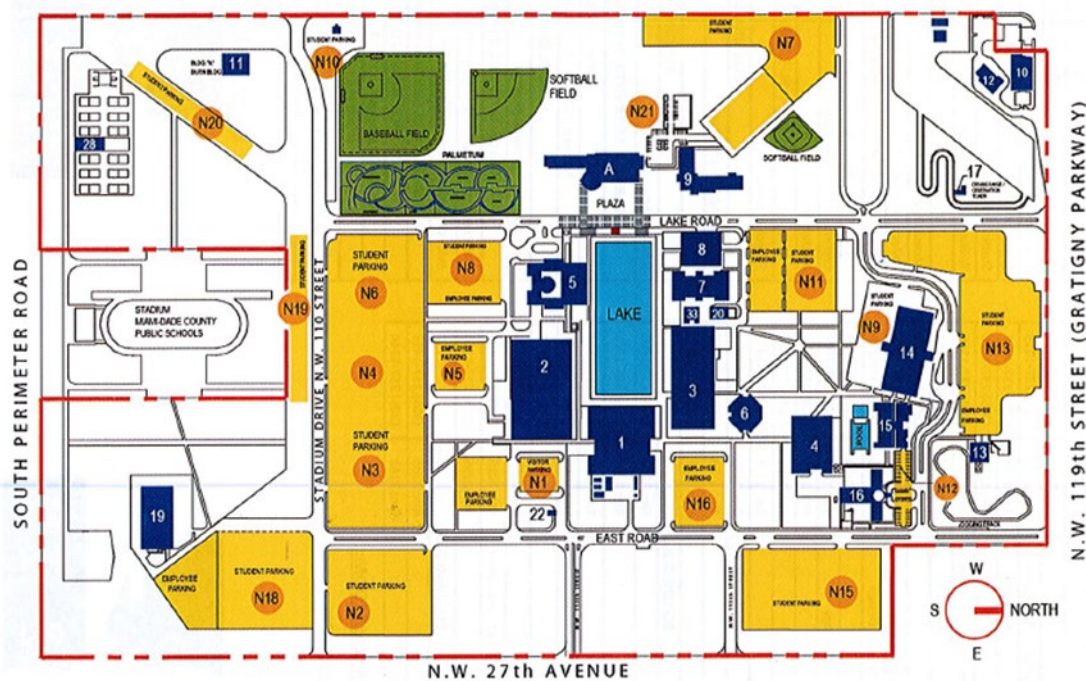 STUDENT PARKING
N10
STUDENT
PARKING
N7
BLDG "N"
BURN BLDG
11
12
10
STUDENT PARKING
N20
SOFTBALL
FIELD
BASEBALL FIELD
N21
SOFTBALL FIELD
28
PALMETUM
A
9
17
PLAZA
LAKE ROAD
STUDENT PARKING
N19
STADIUM
MIAMI-DADE COUNTY
PUBLIC SCHOOLS
STUDENT
PARKING
N6
STUDENT PARKING
N8
EMPLOYEE PARKING
5
LAKE
8
7
33
20
EMPLOYEE
PARKING
STUDENT
PARKING
N11
STUDENT
PARKING
N9
14
STUDENT
PARKING
N13
EMPLOYEE
PARKING
N4
EMPLOYEE
PARKING
N5
2
3
6
1
4
POOL
15
13
STUDENT
PARKING
N3
EMPLOYEE
PARKING
VISITOR
PARKING
N1
22
EMPLOYEE
PARKING
N16
16
N12
JOGGING TRACK
19
EAST ROAD
EMPLOYEE
PARKING
STUDENT PARKING
N18
STUDENT PARKING
N2
N15
STUDENT PARKING
SOUTH PERIMETER ROAD
STADIUM DRIVE N.W. 110 STREET
N.W. 119th STREET (GRATIGNY PARKWAY)
N.W. 27th AVENUE
W
S
NORTH
E